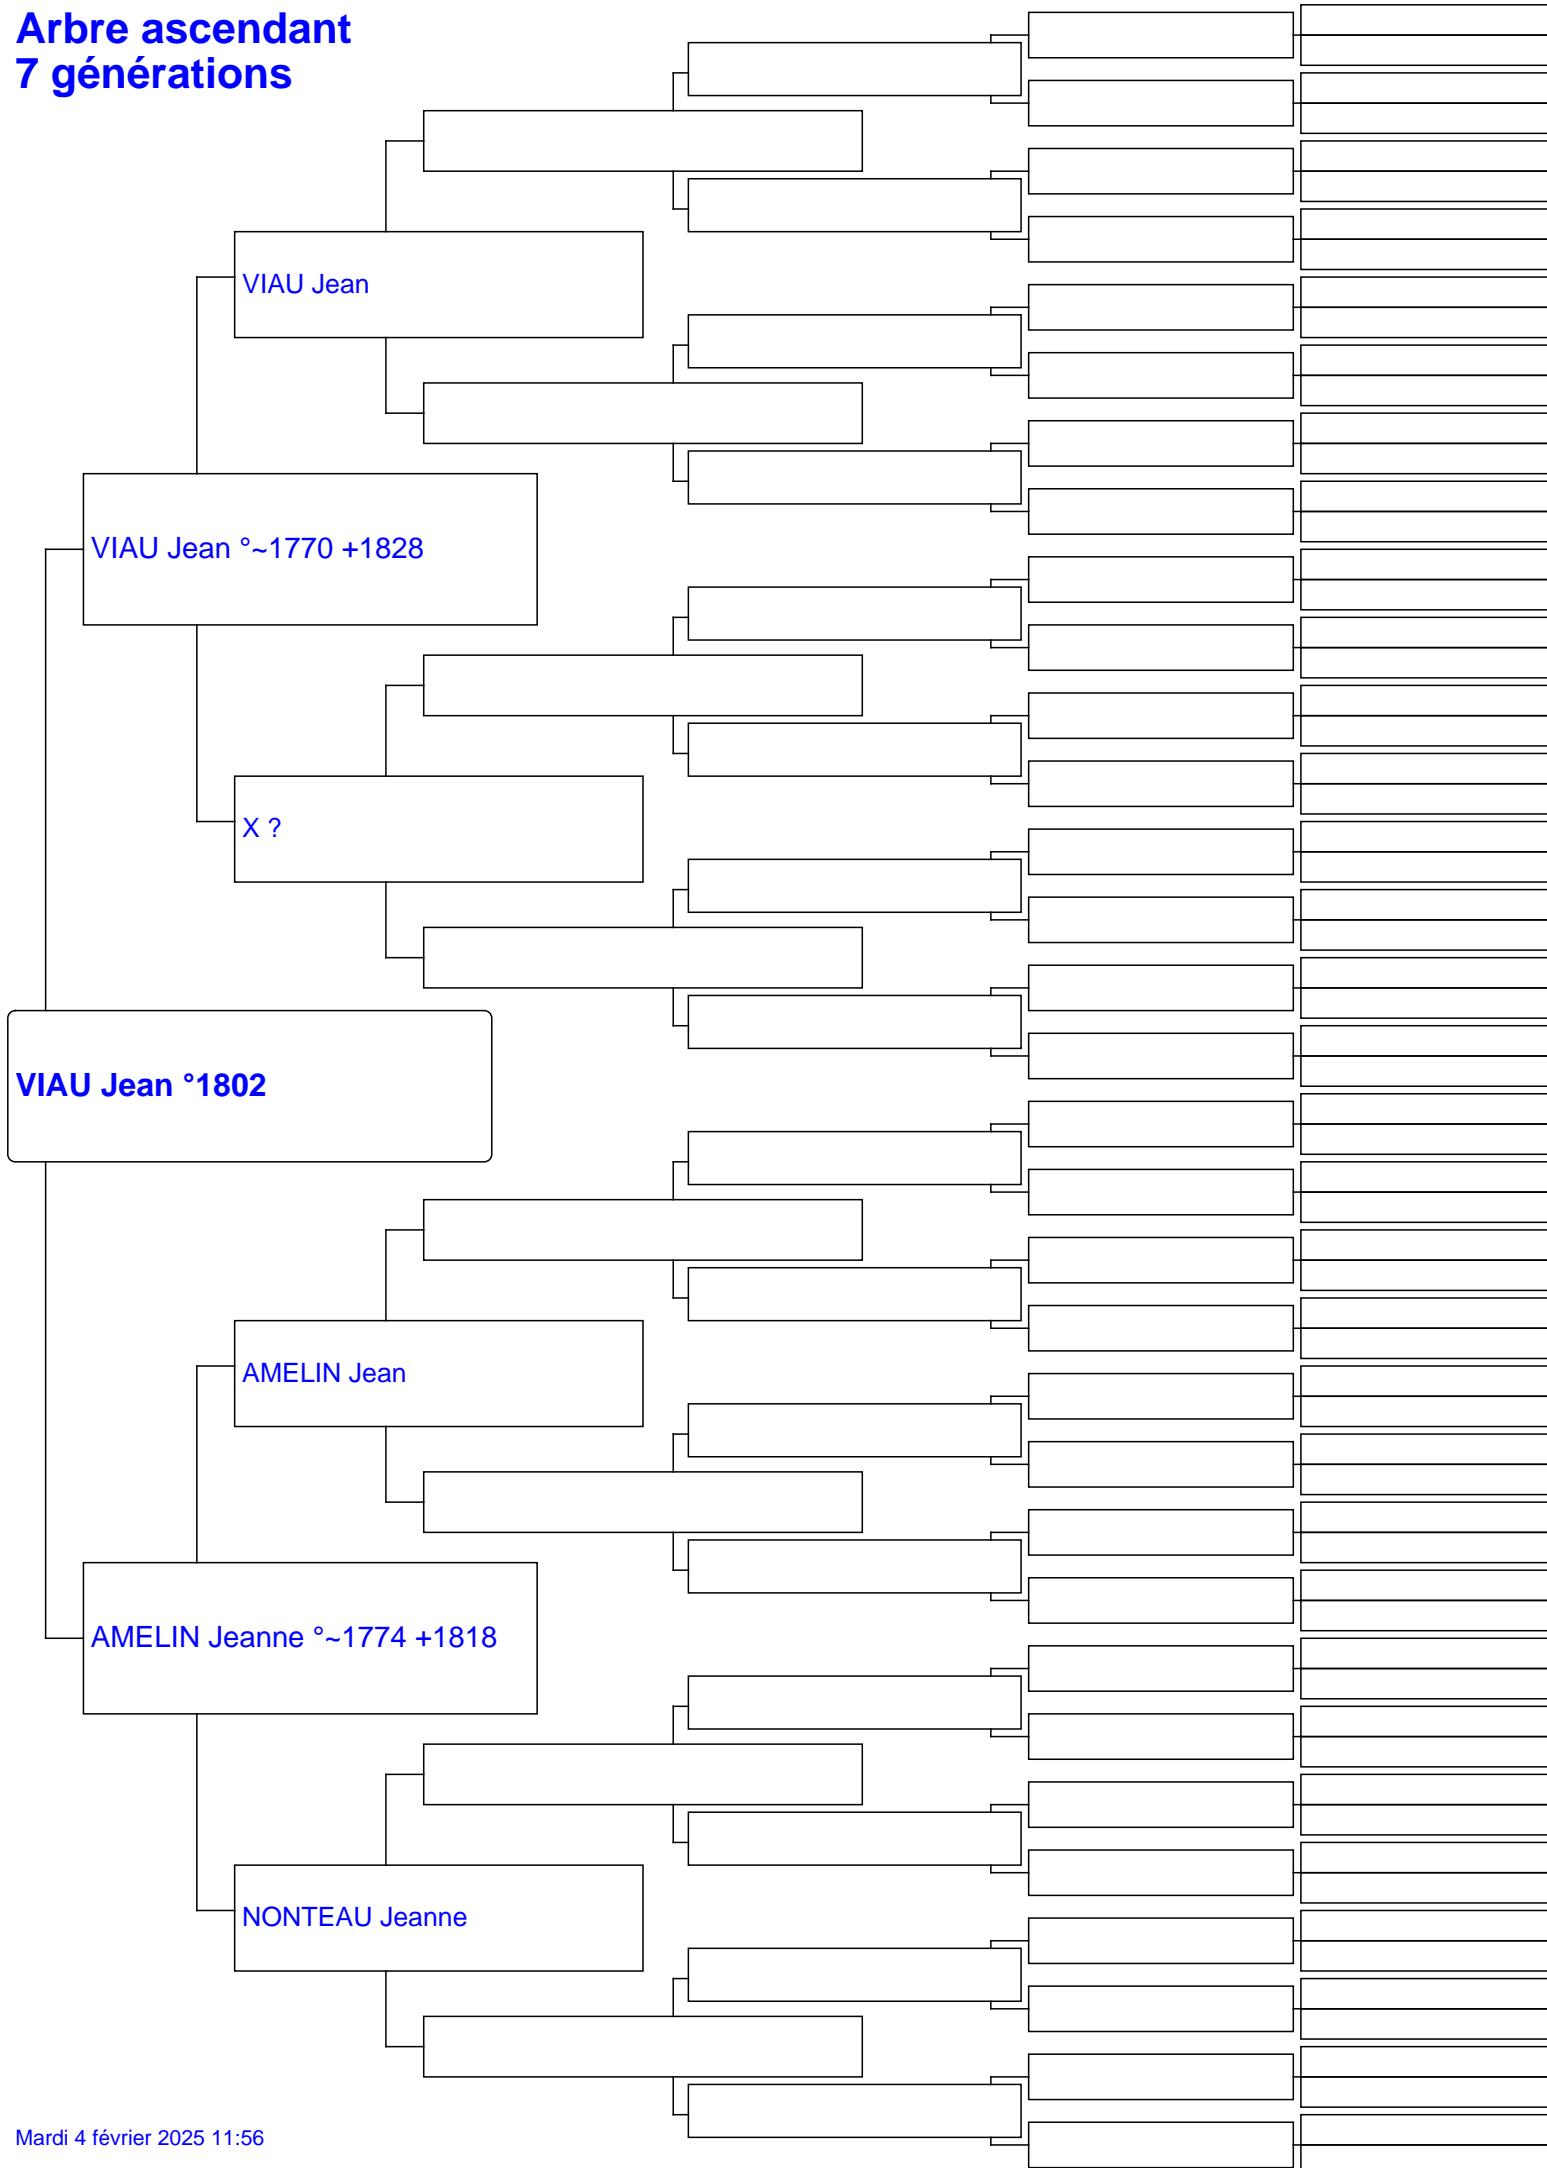 Arbre ascendant
7 générations
VIAU Jean
VIAU Jean °~1770 +1828
X ?
VIAU Jean °1802
AMELIN Jean
AMELIN Jeanne °~1774 +1818
NONTEAU Jeanne
Mardi 4 février 2025 11:56